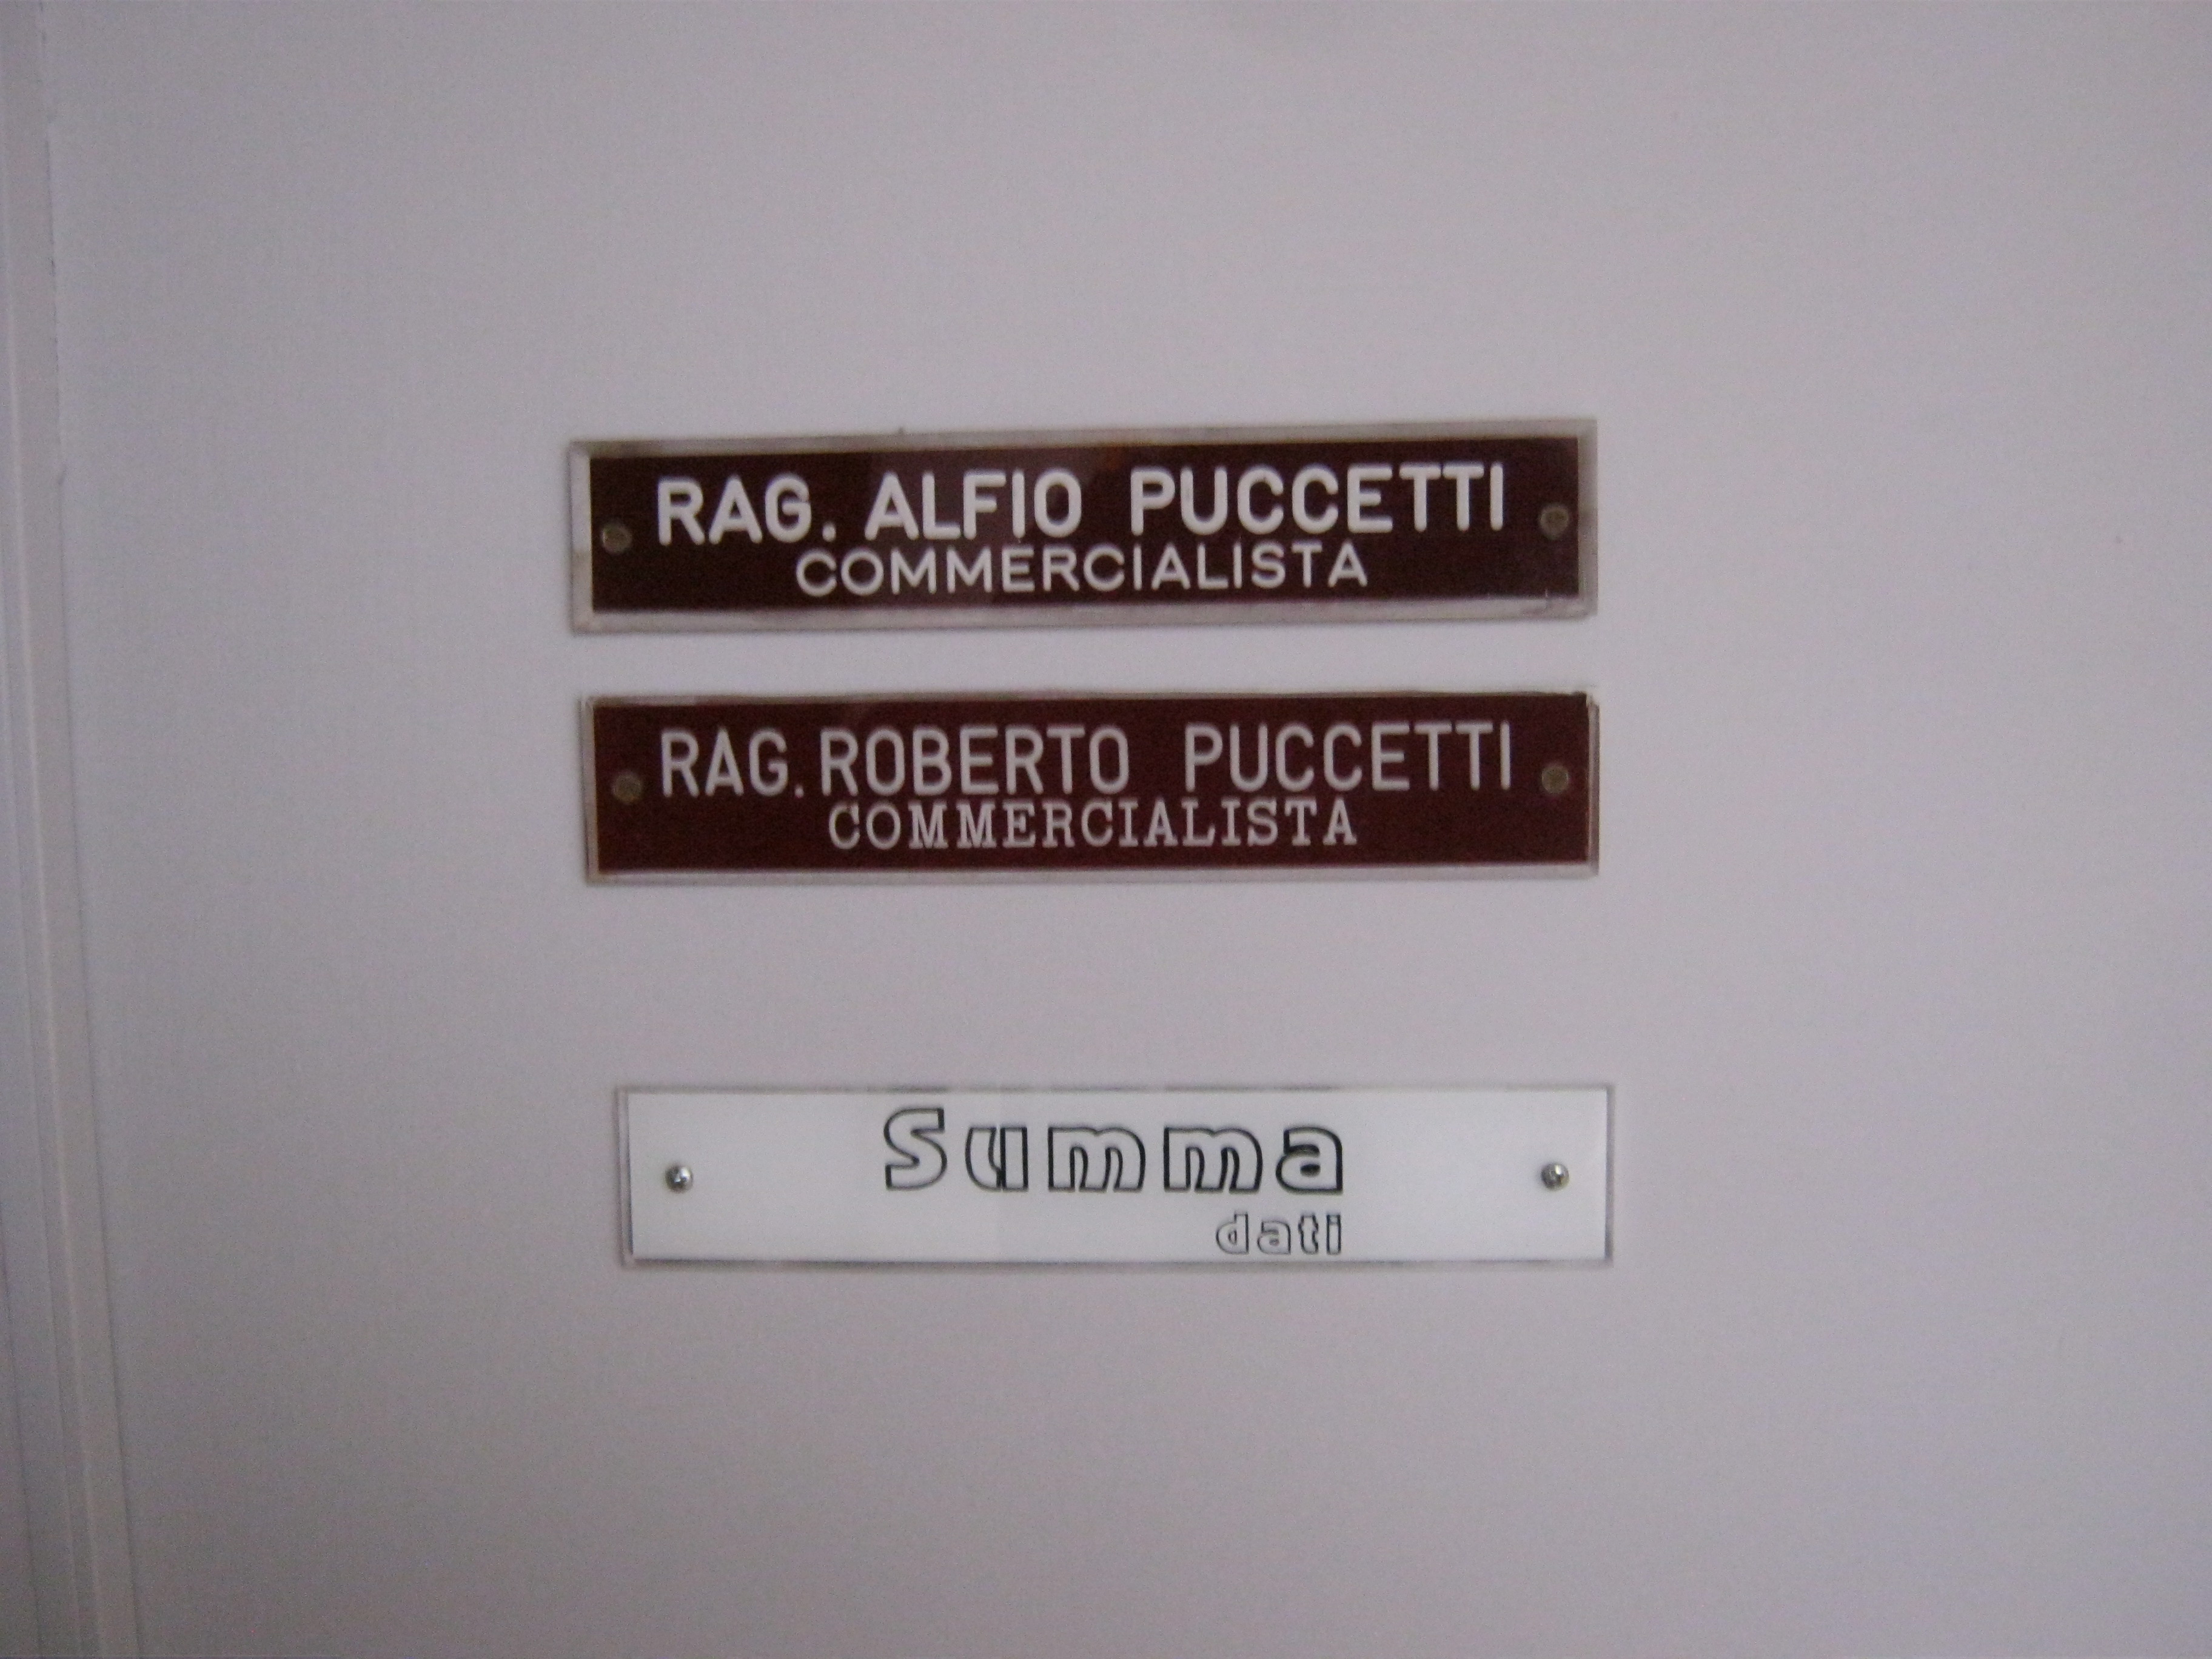 RAG. ALFIO PUCCETTI
COMMERCIALISTA
RAG. ROBERTO PUCCETTI
COMMERCIALISTA
Summa
dati